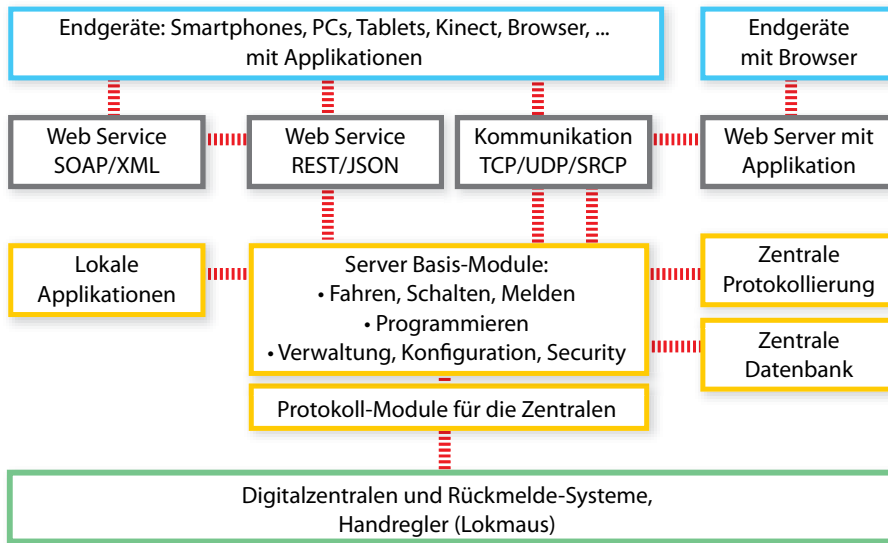 Endgeräte: Smartphones, PCs, Tablets, Kinect, Browser, ...
mit Applikationen
Endgeräte
mit Browser
Web Service
SOAP/XML
Web Service
REST/JSON
Kommunikation
TCP/UDP/SRCP
Web Server mit
Applikation
Lokale
Applikationen
Server Basis-Module:
• Fahren, Schalten, Melden
• Programmieren
• Verwaltung, Konfiguration, Security
Zentrale
Protokollierung
Zentrale
Datenbank
Protokoll-Module für die Zentralen
Digitalzentralen und Rückmelde-Systeme,
Handregler (Lokmaus)